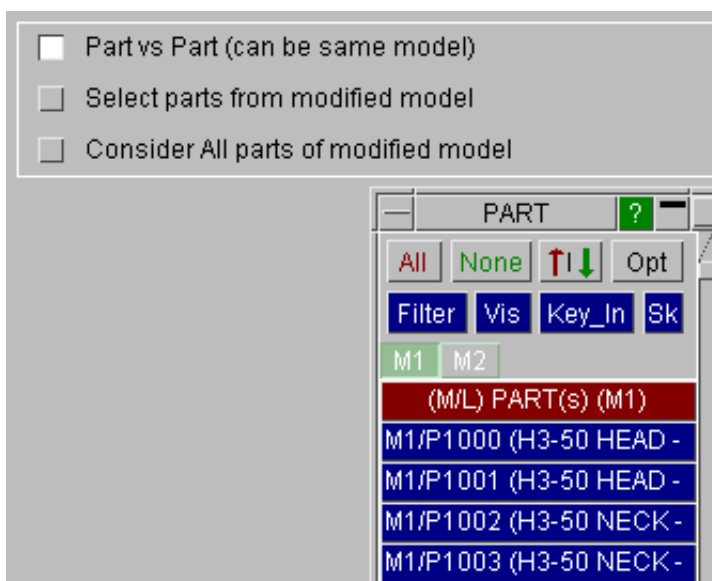 Part vs Part (can be same model)
Select parts from modified model
Consider All parts of modified model
PART ?
All None Opt
Filter Vis Key_In Sk
M1 M2
(M/L) PART(s) (M1)
M1/P1000 (H3-50 HEAD -
M1/P1001 (H3-50 HEAD -
M1/P1002 (H3-50 NECK -
M1/P1003 (H3-50 NECK -